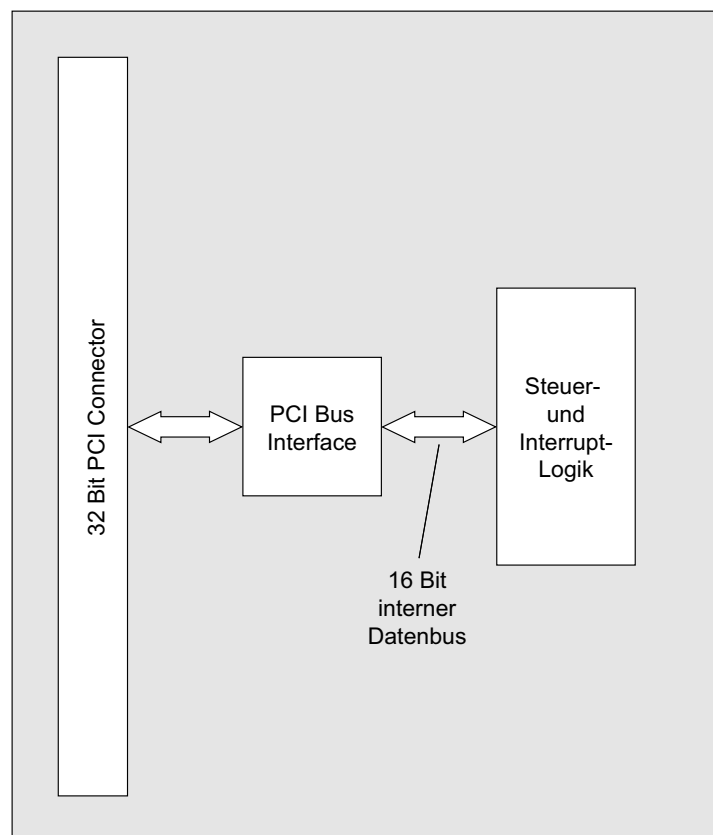 32 Bit PCI Connector
PCI Bus
Interface
Steuer-
und
Interrupt-
Logik
16 Bit
interner
Datenbus